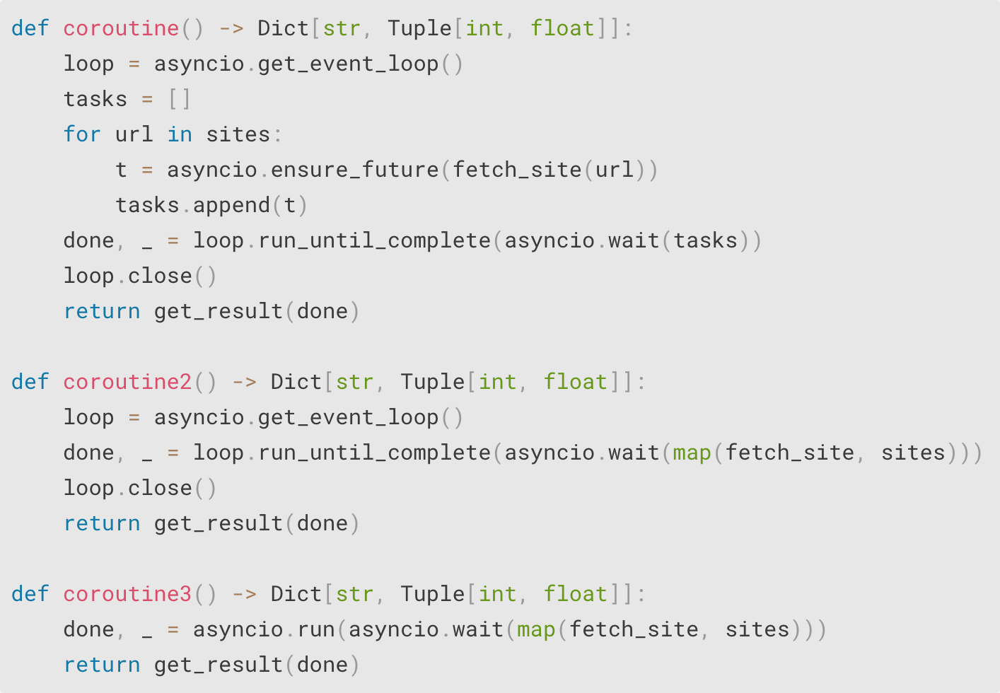 def coroutine() -> Dict[str, Tuple[int, float]]:
    loop = asyncio.get_event_loop()
    tasks = []
    for url in sites:
        t = asyncio.ensure_future(fetch_site(url))
        tasks.append(t)
    done, _ = loop.run_until_complete(asyncio.wait(tasks))
    loop.close()
    return get_result(done)

def coroutine2() -> Dict[str, Tuple[int, float]]:
    loop = asyncio.get_event_loop()
    done, _ = loop.run_until_complete(asyncio.wait(map(fetch_site, sites)))
    loop.close()
    return get_result(done)

def coroutine3() -> Dict[str, Tuple[int, float]]:
    done, _ = asyncio.run(asyncio.wait(map(fetch_site, sites)))
    return get_result(done)